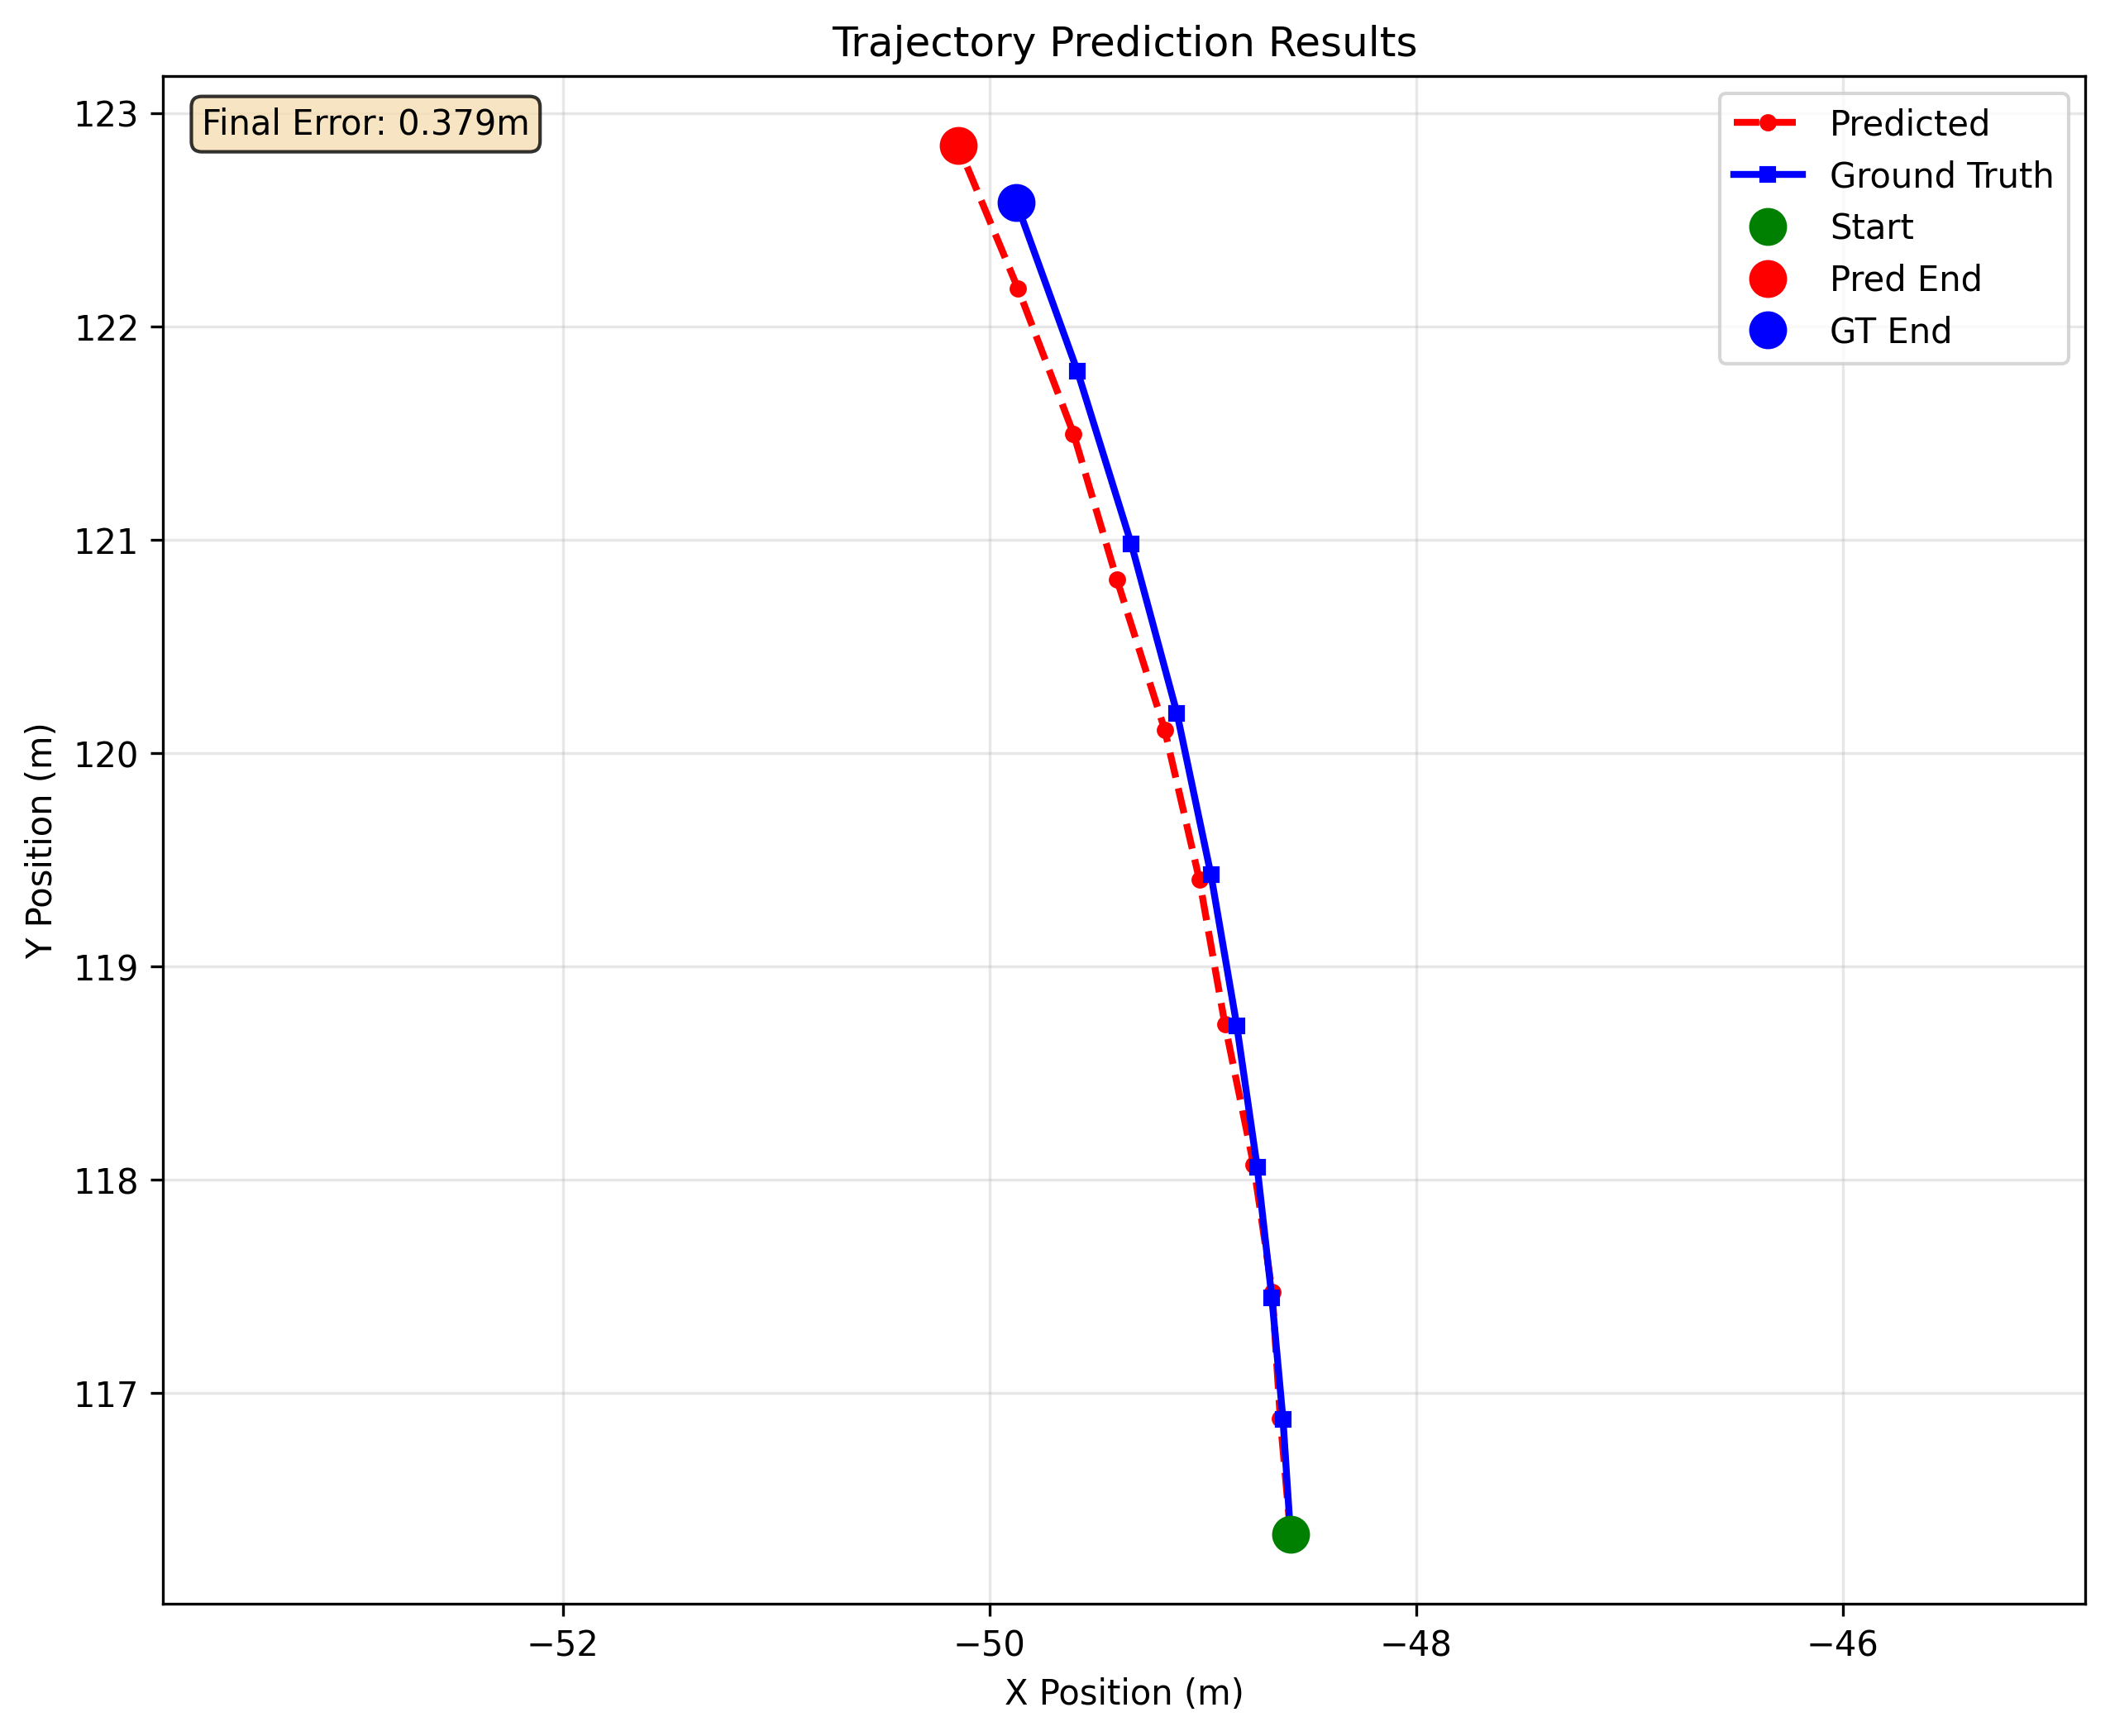 Trajectory Prediction Results
Final Error: 0.379m
Predicted
Ground Truth
Start
Pred End
GT End
123
122
121
120
119
118
117
Y Position (m)
−52
−50
−48
−46
X Position (m)